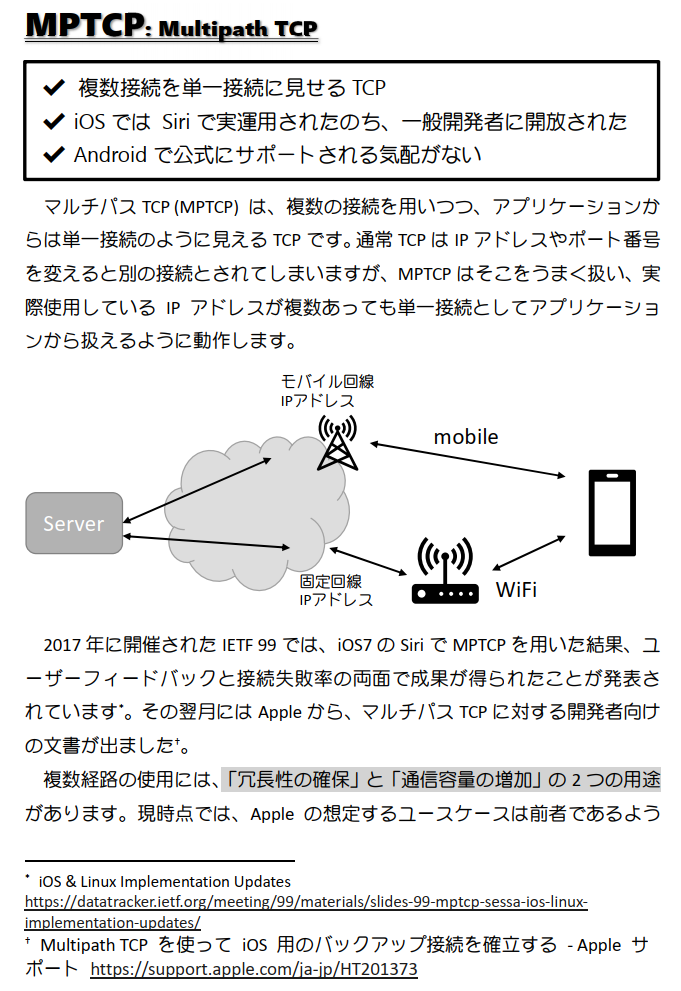 MPTCP: Multipath TCP
✓ 複数接続を単一接続に見せる TCP
✓ iOS では Siri で実運用されたのち、一般開発者に開放された
✓ Android で公式にサポートされる気配がない
マルチパス TCP (MPTCP) は、複数の接続を用いつつ、アプリケーションか
らは単一接続のように見える TCP です。通常 TCP は IP アドレスやポート番号
を変えると別の接続とされてしまいますが、MPTCP はそこをうまく扱い、実
際使用している IP アドレスが複数あっても単一接続としてアプリケーショ
ンから扱えるように動作します。
モバイル回線
IPアドレス
mobile
Server
固定回線
IPアドレス
WiFi
2017 年に開催された IETF 99 では、iOS7 の Siri で MPTCP を用いた結果、ユ
ーザーフィードバックと接続失敗率の両面で成果が得られたことが発表さ
れています*。その翌月には Apple から、マルチパス TCP に対する開発者向け
の文書が出ました†。
複数経路の使用には、「冗長性の確保」と「通信容量の増加」の 2 つの用途
があります。現時点では、Apple の想定するユースケースは前者であるよう
* iOS & Linux Implementation Updates
https://datatracker.ietf.org/meeting/99/materials/slides-99-mptcp-sessa-ios-linux-
implementation-updates/
† Multipath TCP を使って iOS 用のバックアップ接続を確立する - Apple サ
ポート https://support.apple.com/ja-jp/HT201373